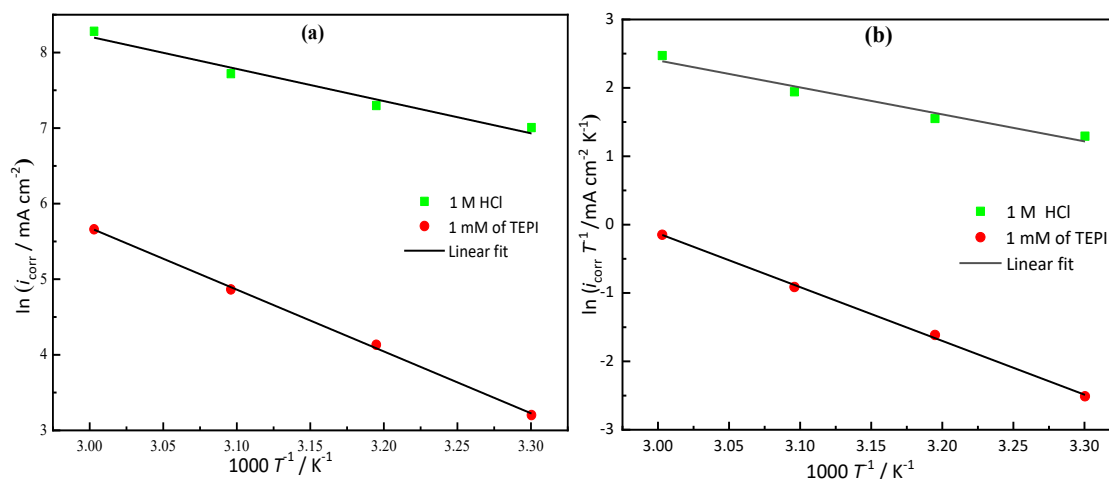 (a)
8
7
6
5
4
3
ln (i_corr / mA cm⁻²)
1 M HCl
1 mM of TEPI
Linear fit
3.00 3.05 3.10 3.15 3.20 3.25 3.30
1000 T⁻¹ / K⁻¹
(b)
3
2
1
0
-1
-2
-3
ln (i_corr T⁻¹ /mA cm⁻² K⁻¹)
1 M HCl
1 mM of TEPI
Linear fit
3.00 3.05 3.10 3.15 3.20 3.25 3.30
1000 T⁻¹ / K⁻¹